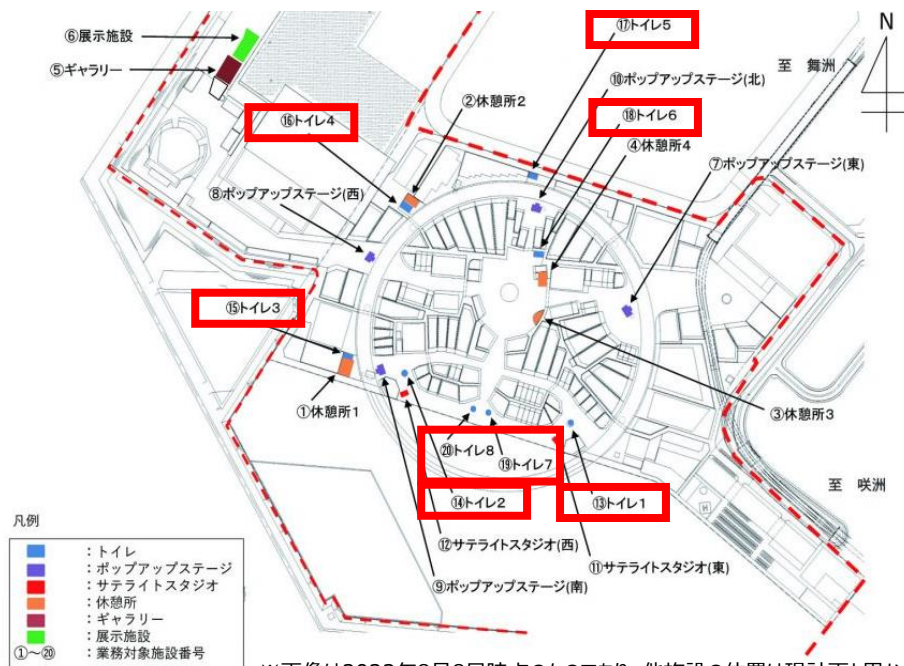 ⑥展示施設
⑤ギャラリー
⑰トイレ5
N
至 舞洲
⑩ポップアップステージ(北)
②休憩所2
⑯トイレ4
⑱トイレ6
④休憩所4
⑦ポップアップステージ(東)
⑧ポップアップステージ(西)
⑮トイレ3
①休憩所1
③休憩所3
⑳トイレ8
⑲トイレ7
至 咲洲
⑭トイレ2
⑬トイレ1
⑫サテライトスタジオ(西)
⑪サテライトスタジオ(東)
⑨ポップアップステージ(南)
凡例
：トイレ
：ポップアップステージ
：サテライトスタジオ
：休憩所
：ギャラリー
：展示施設
①～⑳ ：業務対象施設番号